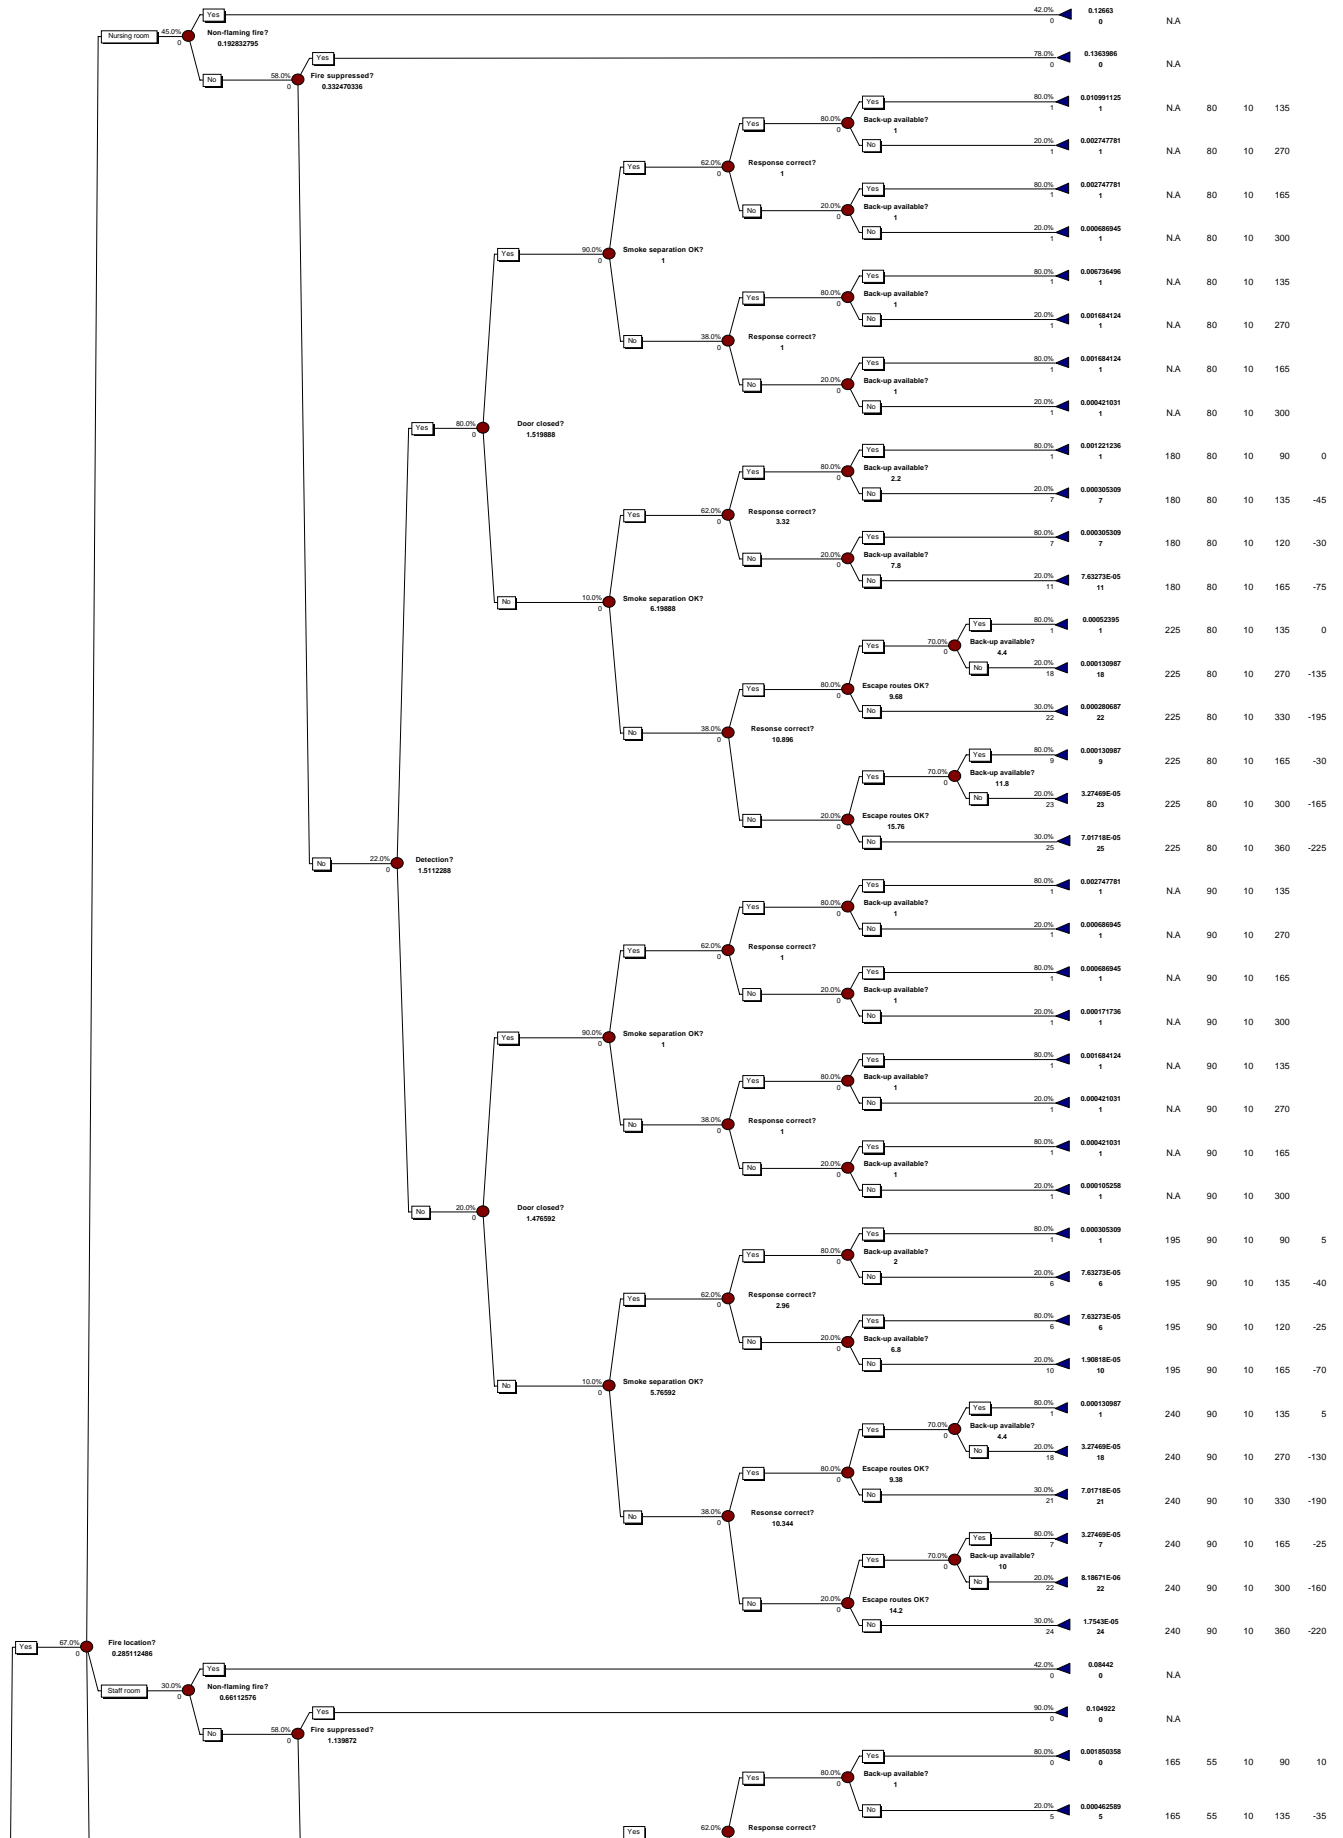 Yes 42.0% 0.12663
0 0 N.A
Nursing room 45.0% Non-flaming fire?
0 0.192832795
Yes 78.0% 0.1363986
0 0 N.A
No 58.0% Fire suppressed?
0 0.332470336
Yes 80.0% 0.010991125
1 1 N.A 80 10 135
Yes 80.0% Back-up available?
0 1
No 20.0% 0.002747781
1 1 N.A 80 10 270
Yes 62.0% Response correct?
0 1
Yes 80.0% 0.002747781
1 1 N.A 80 10 165
No 20.0% Back-up available?
0 1
No 20.0% 0.000686945
1 1 N.A 80 10 300
Yes 90.0% Smoke separation OK?
0 1
Yes 80.0% 0.006736496
1 1 N.A 80 10 135
Yes 80.0% Back-up available?
0 1
No 20.0% 0.001684124
1 1 N.A 80 10 270
No 38.0% Response correct?
0 1
Yes 80.0% 0.001684124
1 1 N.A 80 10 165
No 20.0% Back-up available?
0 1
No 20.0% 0.000421031
1 1 N.A 80 10 300
Yes 80.0% Door closed?
0 1.519888
Yes 80.0% 0.001221236
1 1 180 80 10 90 0
Yes 80.0% Back-up available?
0 2.2
No 20.0% 0.000305309
7 7 180 80 10 135 -45
Yes 62.0% Response correct?
0 3.32
Yes 80.0% 0.000305309
7 7 180 80 10 120 -30
No 20.0% Back-up available?
0 7.8
No 20.0% 7.63273E-05
11 11 180 80 10 165 -75
No 10.0% Smoke separation OK?
0 6.19888
Yes 80.0% 0.00052395
1 1 225 80 10 135 0
Yes 70.0% Back-up available?
0 4.4
No 20.0% 0.000130987
18 18 225 80 10 270 -135
Yes 80.0% Escape routes OK?
0 9.68
No 30.0% 0.000280687
22 22 225 80 10 330 -195
No 38.0% Resonse correct?
0 10.896
Yes 80.0% 0.000130987
9 9 225 80 10 165 -30
Yes 70.0% Back-up available?
0 11.8
No 20.0% 3.27469E-05
23 23 225 80 10 300 -165
No 20.0% Escape routes OK?
0 15.76
No 30.0% 7.01718E-05
25 25 225 80 10 360 -225
No 22.0% Detection?
0 1.5112288
Yes 80.0% 0.002747781
1 1 N.A 90 10 135
Yes 80.0% Back-up available?
0 1
No 20.0% 0.000686945
1 1 N.A 90 10 270
Yes 62.0% Response correct?
0 1
Yes 80.0% 0.000686945
1 1 N.A 90 10 165
No 20.0% Back-up available?
0 1
No 20.0% 0.000171736
1 1 N.A 90 10 300
Yes 90.0% Smoke separation OK?
0 1
Yes 80.0% 0.001684124
1 1 N.A 90 10 135
Yes 80.0% Back-up available?
0 1
No 20.0% 0.000421031
1 1 N.A 90 10 270
No 38.0% Response correct?
0 1
Yes 80.0% 0.000421031
1 1 N.A 90 10 165
No 20.0% Back-up available?
0 1
No 20.0% 0.000105258
1 1 N.A 90 10 300
No 20.0% Door closed?
0 1.476592
Yes 80.0% 0.000305309
1 1 195 90 10 90 5
Yes 80.0% Back-up available?
0 2
No 20.0% 7.63273E-05
6 6 195 90 10 135 -40
Yes 62.0% Response correct?
0 2.96
Yes 80.0% 7.63273E-05
6 6 195 90 10 120 -25
No 20.0% Back-up available?
0 6.8
No 20.0% 1.90818E-05
10 10 195 90 10 165 -70
No 10.0% Smoke separation OK?
0 5.76592
Yes 80.0% 0.000130987
1 1 240 90 10 135 5
Yes 70.0% Back-up available?
0 4.4
No 20.0% 3.27469E-05
18 18 240 90 10 270 -130
Yes 80.0% Escape routes OK?
0 9.38
No 30.0% 7.01718E-05
21 21 240 90 10 330 -190
No 38.0% Resonse correct?
0 10.344
Yes 80.0% 3.27469E-05
7 7 240 90 10 165 -25
Yes 70.0% Back-up available?
0 10
No 20.0% 8.18671E-06
22 22 240 90 10 300 -160
No 20.0% Escape routes OK?
0 14.2
No 30.0% 1.7543E-05
24 24 240 90 10 360 -220
Yes 67.0% Fire location?
0 0.285112486
Yes 42.0% 0.08442
0 0 N.A
Staff room 30.0% Non-flaming fire?
0 0.66112576
Yes 90.0% 0.104922
0 0 N.A
No 58.0% Fire suppressed?
0 1.139872
Yes 80.0% 0.001850358
0 0 165 55 10 90 10
Yes 80.0% Back-up available?
0 1
No 20.0% 0.000462589
5 5 165 55 10 135 -35
Yes 62.0% Response correct?